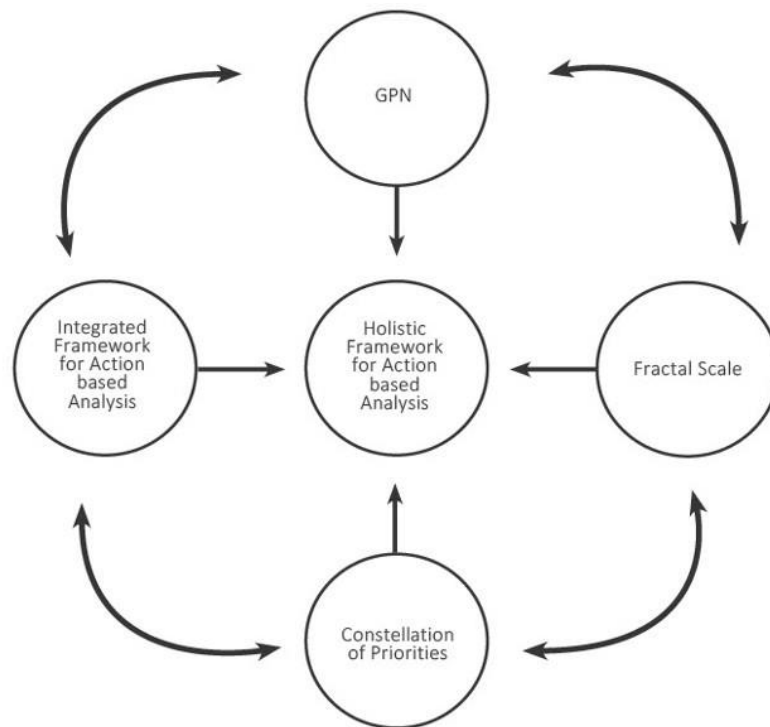 GPN
Integrated
Framework
for Action
based
Analysis
Holistic
Framework
for Action
based
Analysis
Fractal Scale
Constellation
of Priorities